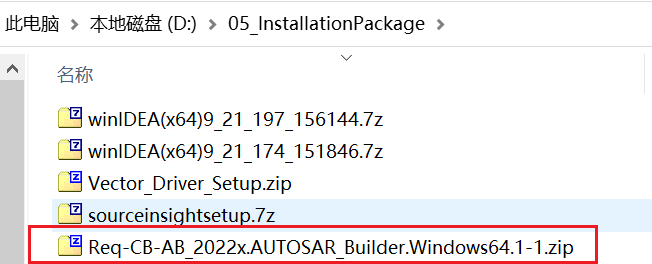 此电脑 > 本地磁盘 (D:) > 05_InstallationPackage >
名称
winIDEA(x64)9_21_197_156144.7z
winIDEA(x64)9_21_174_151846.7z
Vector_Driver_Setup.zip
sourceinsightsetup.7z
Req-CB-AB_2022x.AUTOSAR_Builder.Windows64.1-1.zip